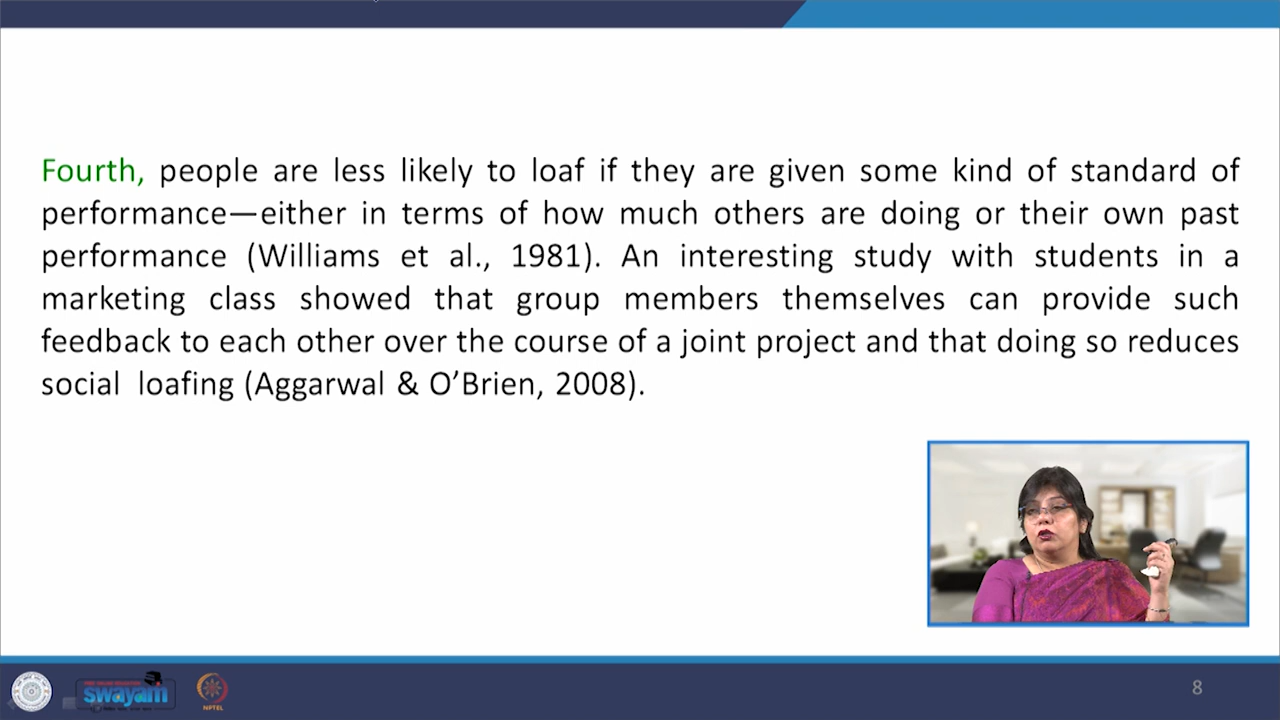 Fourth, people are less likely to loaf if they are given some kind of standard of
performance—either in terms of how much others are doing or their own past
performance (Williams et al., 1981). An interesting study with students in a
marketing class showed that group members themselves can provide such
feedback to each other over the course of a joint project and that doing so reduces
social loafing (Aggarwal & O’Brien, 2008).
swayam
NPTEL
8